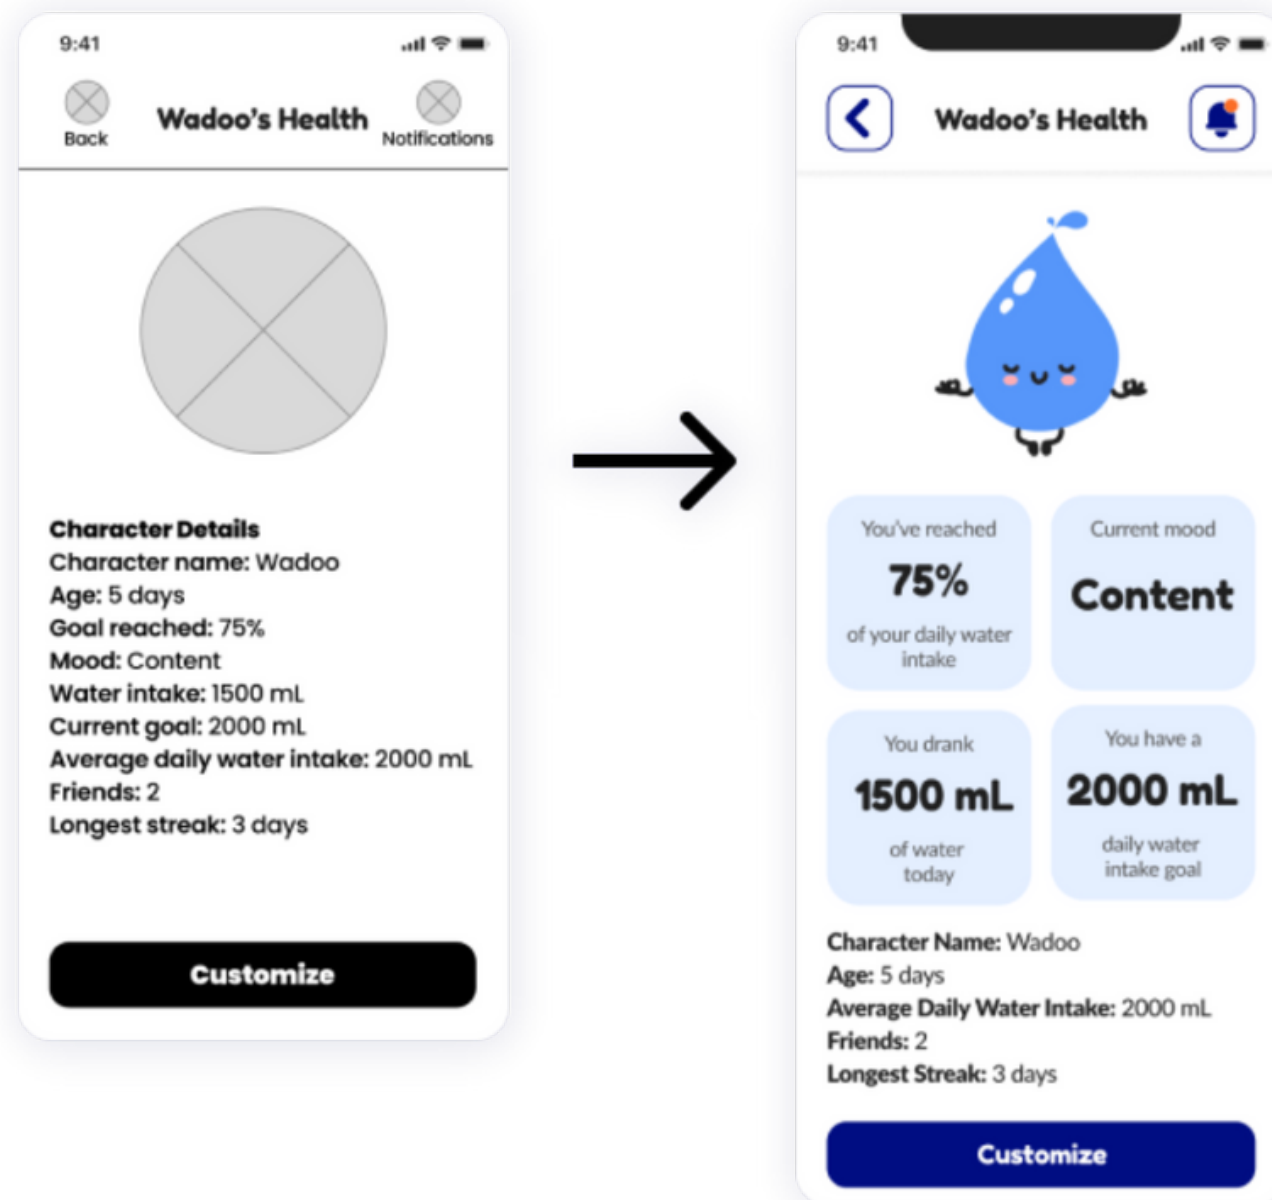 9:41
Back
Wadoo's Health
Notifications
Character Details
Character name: Wadoo
Age: 5 days
Goal reached: 75%
Mood: Content
Water intake: 1500 mL
Current goal: 2000 mL
Average daily water intake: 2000 mL
Friends: 2
Longest streak: 3 days
Customize
9:41
Wadoo's Health
You've reached
75%
of your daily water
intake
Current mood
Content
You drank
1500 mL
of water
today
You have a
2000 mL
daily water
intake goal
Character Name: Wadoo
Age: 5 days
Average Daily Water Intake: 2000 mL
Friends: 2
Longest Streak: 3 days
Customize